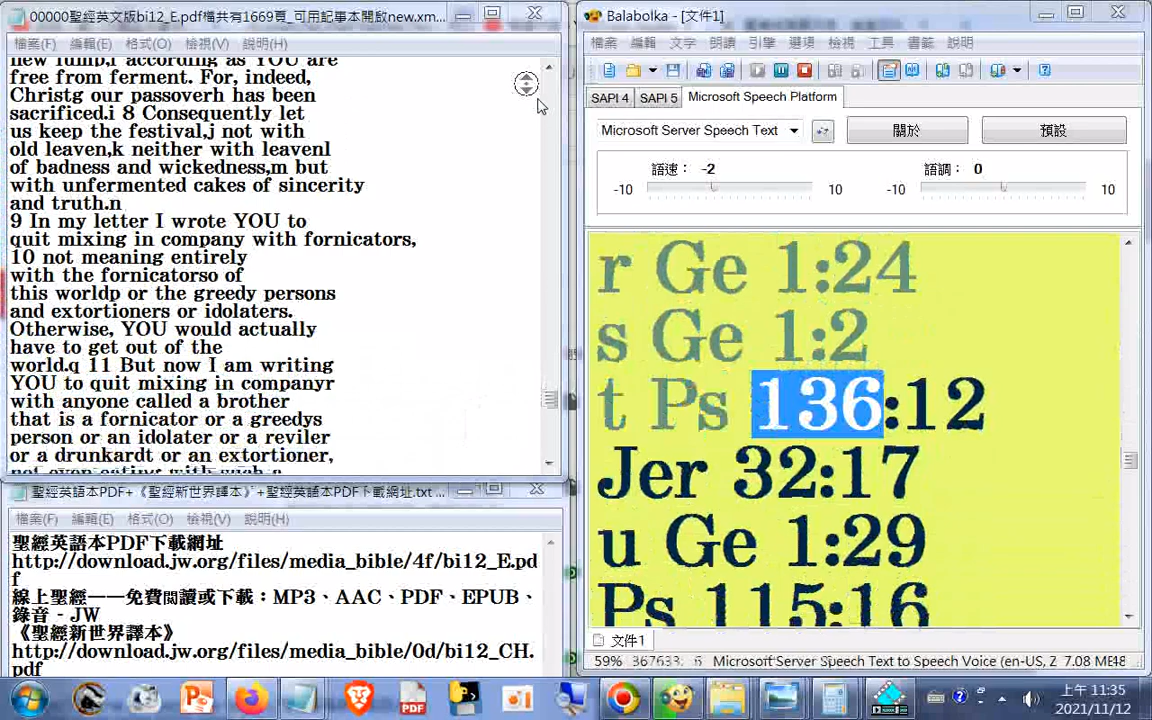 00000聖經英文版bi12_E.pdf檔共有1669頁_可用記事本開啟new.xm...
檔案(F) 編輯(E) 格式(O) 檢視(V) 說明(H)
new lump,f according as YOU are
free from ferment. For, indeed,
Christg our passoverh has been
sacrificed.i 8 Consequently let
us keep the festival,j not with
old leaven,k neither with leavenl
of badness and wickedness,m but
with unfermented cakes of sincerity
and truth.n
9 In my letter I wrote YOU to
quit mixing in company with fornicators,
10 not meaning entirely
with the fornicatorso of
this worldp or the greedy persons
and extortioners or idolaters.
Otherwise, YOU would actually
have to get out of the
world.q 11 But now I am writing
YOU to quit mixing in companyr
with anyone called a brother
that is a fornicator or a greedys
person or an idolater or a reviler
or a drunkardt or an extortioner,
not even eating with such a
聖經英語本PDF+《聖經新世界譯本》+聖經英語本PDF下載網址.txt ...
檔案(F) 編輯(E) 格式(O) 檢視(V) 說明(H)
聖經英語本PDF下載網址
http://download.jw.org/files/media_bible/4f/bi12_E.pd
f
線上聖經——免費閱讀或下載：MP3、AAC、PDF、EPUB、
錄音 - JW
《聖經新世界譯本》
http://download.jw.org/files/media_bible/0d/bi12_CH.
pdf
Balabolka - [文件1]
檔案 編輯 文字 朗讀 引擎 選項 檢視 工具 書籤 說明
SAPI 4 SAPI 5 Microsoft Speech Platform
Microsoft Server Speech Text 關於 預設
語速： -2 語調： 0
-10 10 -10 10
r Ge 1:24
s Ge 1:2
t Ps 136:12
Jer 32:17
u Ge 1:29
Ps 115:16
文件1
59% Microsoft Server Speech Text to Speech Voice (en-US, Z 7.08 MB
上午 11:35
2021/11/12